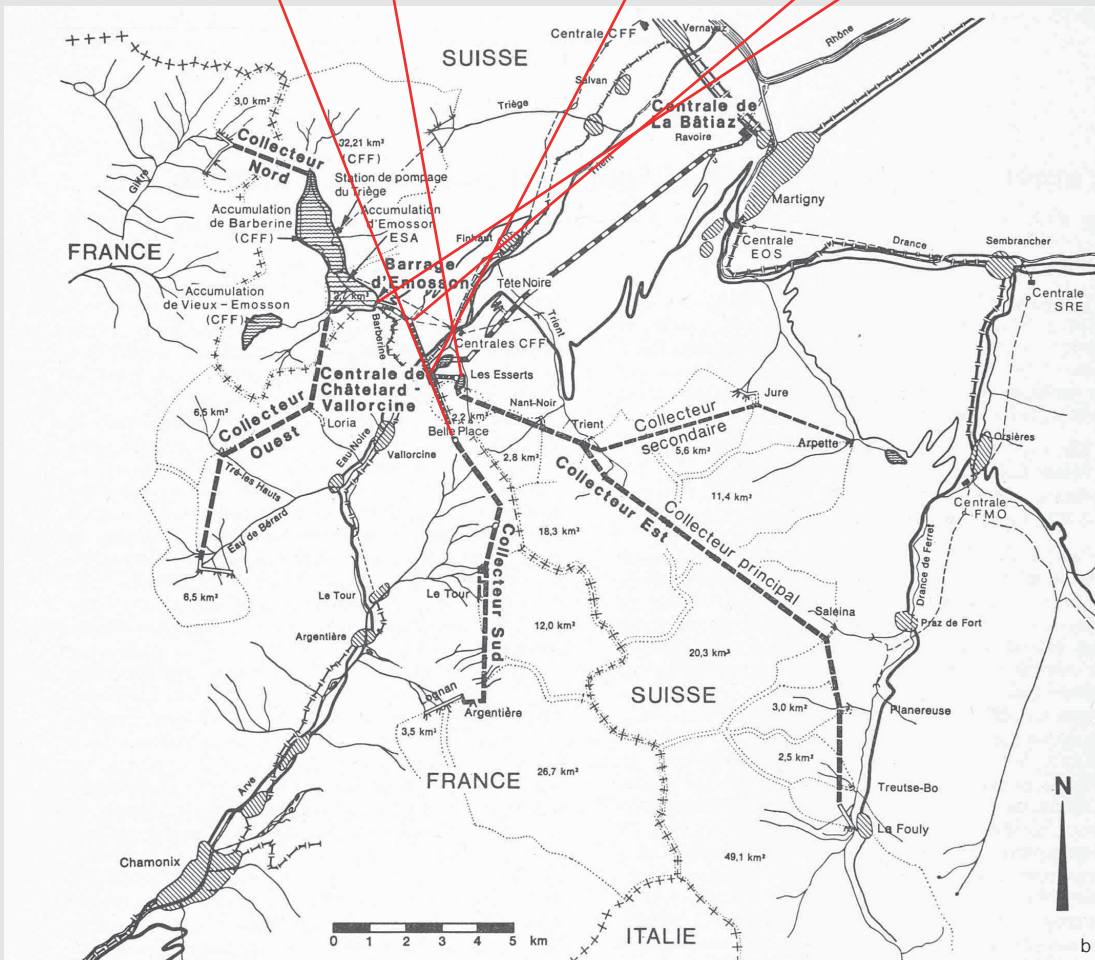 Centrale CFF
Vernayaz
Rhône
SUISSE
Salvan
3,0 km²
Triège
Centrale de
La Bâtiaz
Ravoire
Collecteur
Nord
32,21 km²
(CFF)
Station de pompage
du Triège
Trient
Giffre
Martigny
Accumulation
de Barberine
(CFF)
Accumulation
d'Emosson
ESA
Finhaut
FRANCE
Centrale
EOS
Drance
Sembrancher
Barrage
d'Emosson
Tête Noire
Accumulation
de Vieux - Emosson
(CFF)
Barberine
Trient
Centrale
SRE
Centrales CFF
Centrale de
Châtelard -
Vallorcine
Les Esserts
Jure
6,5 km²
Collecteur
Ouest
Loria
2,2 km²
Nant-Noir
Belle Place
Trient
Collecteur
secondaire
5,6 km²
Arpette
Orsières
Eau Noire
Vallorcine
2,8 km²
Tré-les Hauts
Collecteur Est
11,4 km²
Centrale
FMO
Eau de Bérard
Collecteur principal
18,3 km²
Collecteur Sud
6,5 km²
Le Tour
Le Tour
Drance de Ferret
Argentière
12,0 km²
Saleina
Praz de Fort
20,3 km²
SUISSE
Lognan
Argentière
3,0 km²
Planereuse
3,5 km²
2,5 km²
FRANCE
26,7 km²
Treutse-Bo
N
Arve
La Fouly
Chamonix
49,1 km²
0 1 2 3 4 5 km
ITALIE
b